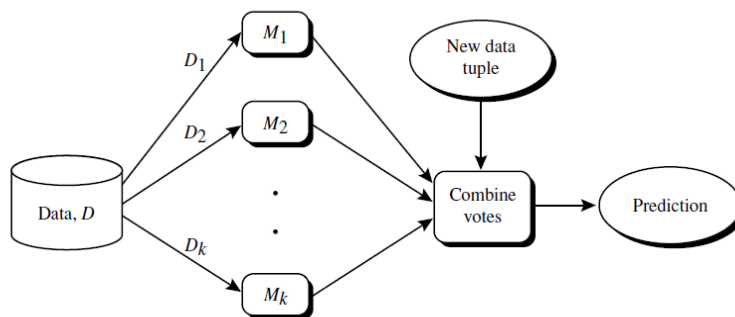 Data, D
D1
D2
Dk
M1
M2
Mk
New data
tuple
Combine
votes
Prediction